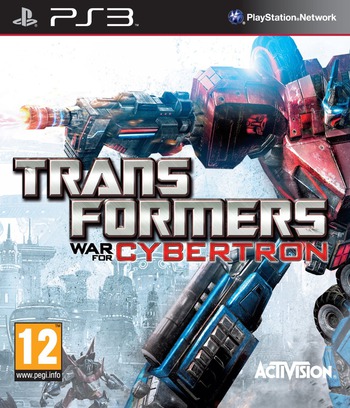 PS3
PlayStation®Network
TRANS
FORMERS
WAR FOR CYBERTRON
12
www.pegi.info
ACTIVISION